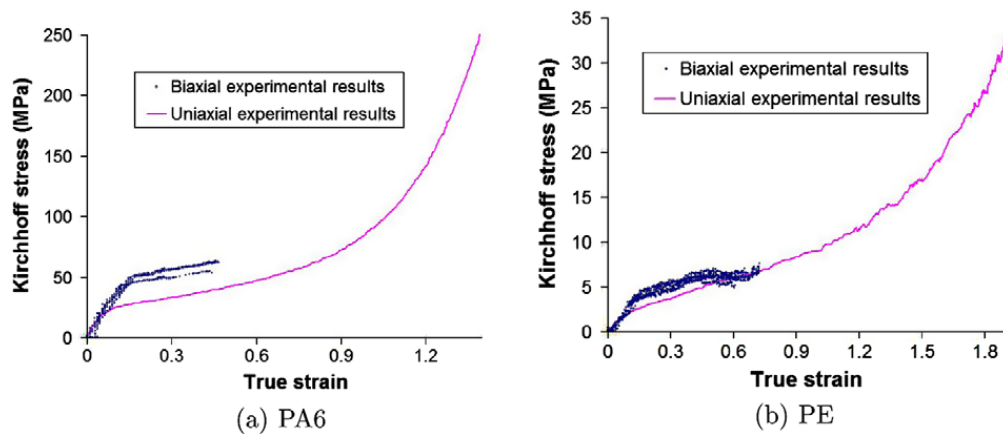 250
200
150
100
50
0
Kirchhoff stress (MPa)
Biaxial experimental results
Uniaxial experimental results
0 0.3 0.6 0.9 1.2
True strain
(a) PA6
35
30
25
20
15
10
5
0
Kirchhoff stress (MPa)
Biaxial experimental results
Uniaxial experimental results
0 0.3 0.6 0.9 1.2 1.5 1.8
True strain
(b) PE